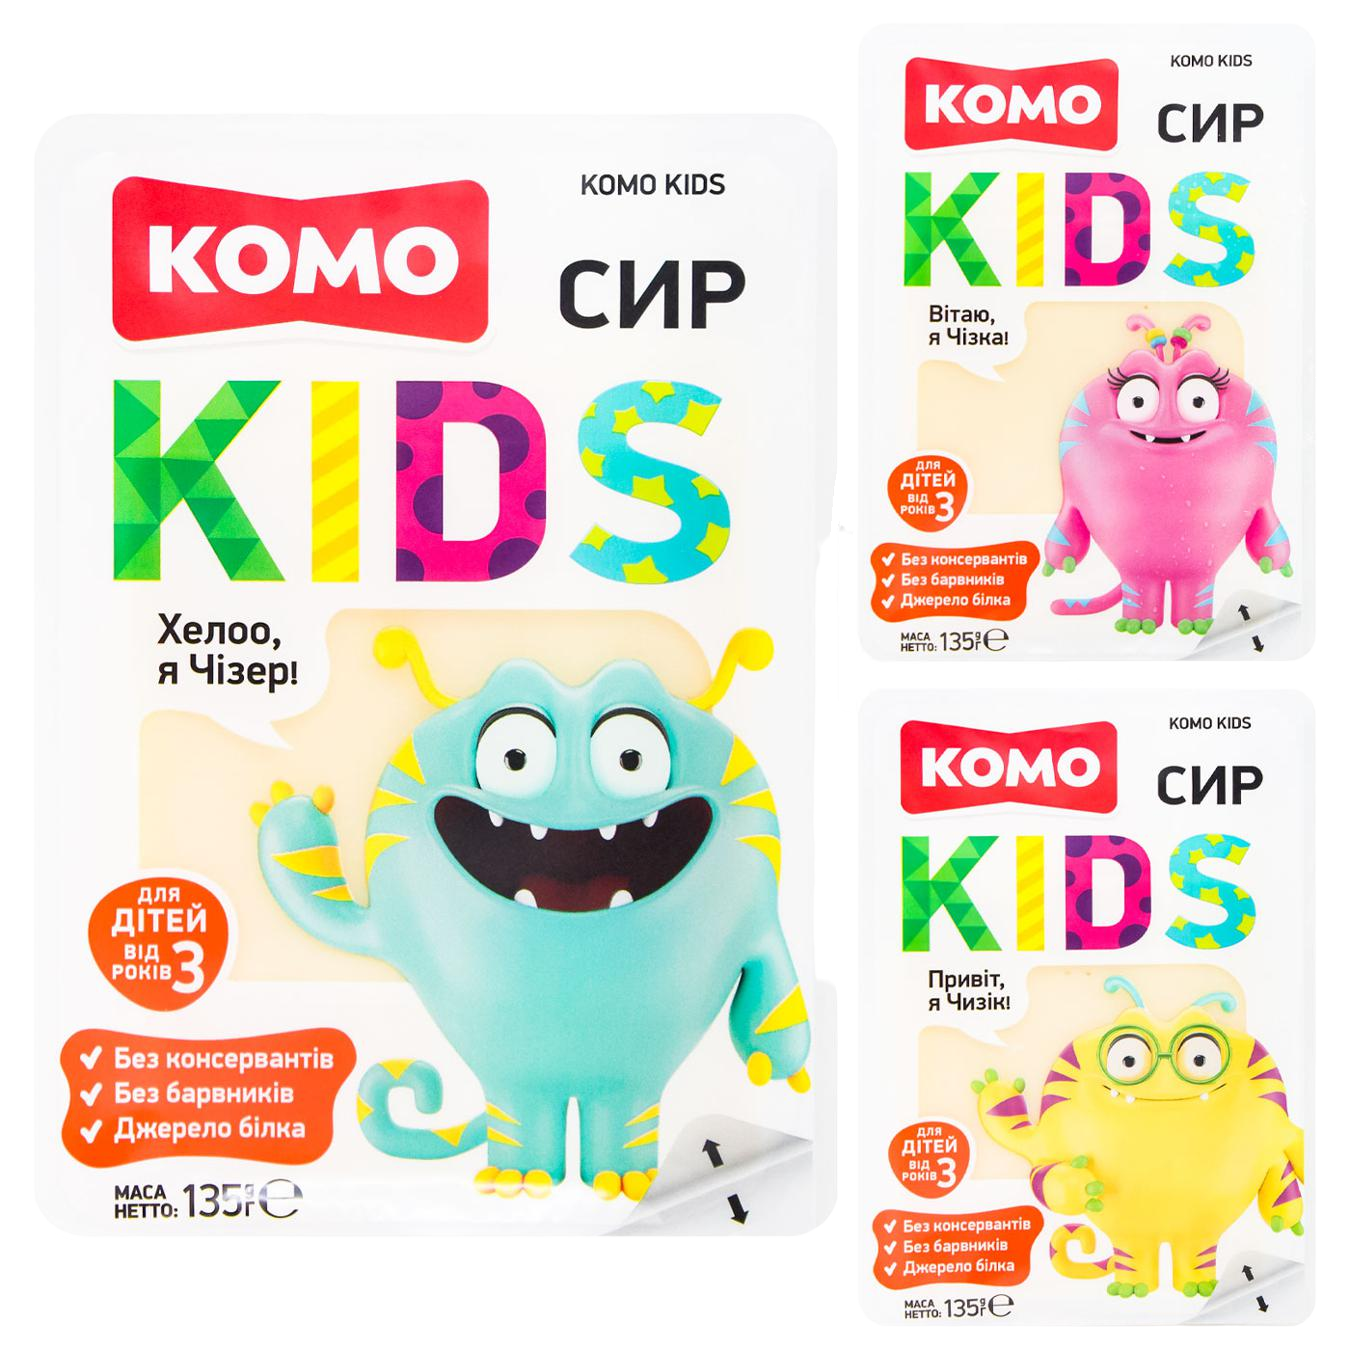 KOMO
KOMO KIDS
СИР
KIDS
Хелоо,
я Чізер!
ДЛЯ
ДІТЕЙ
ВІД
РОКІВ 3
Без консервантів
Без барвників
Джерело білка
МАСА
НЕТТО: 135 g/г ℮
KOMO
KOMO KIDS
СИР
KIDS
Вітаю,
я Чізка!
ДЛЯ
ДІТЕЙ
ВІД
РОКІВ 3
Без консервантів
Без барвників
Джерело білка
МАСА
НЕТТО: 135 g/г ℮
KOMO
KOMO KIDS
СИР
KIDS
Привіт,
я Чизік!
ДЛЯ
ДІТЕЙ
ВІД
РОКІВ 3
Без консервантів
Без барвників
Джерело білка
МАСА
НЕТТО: 135 g/г ℮